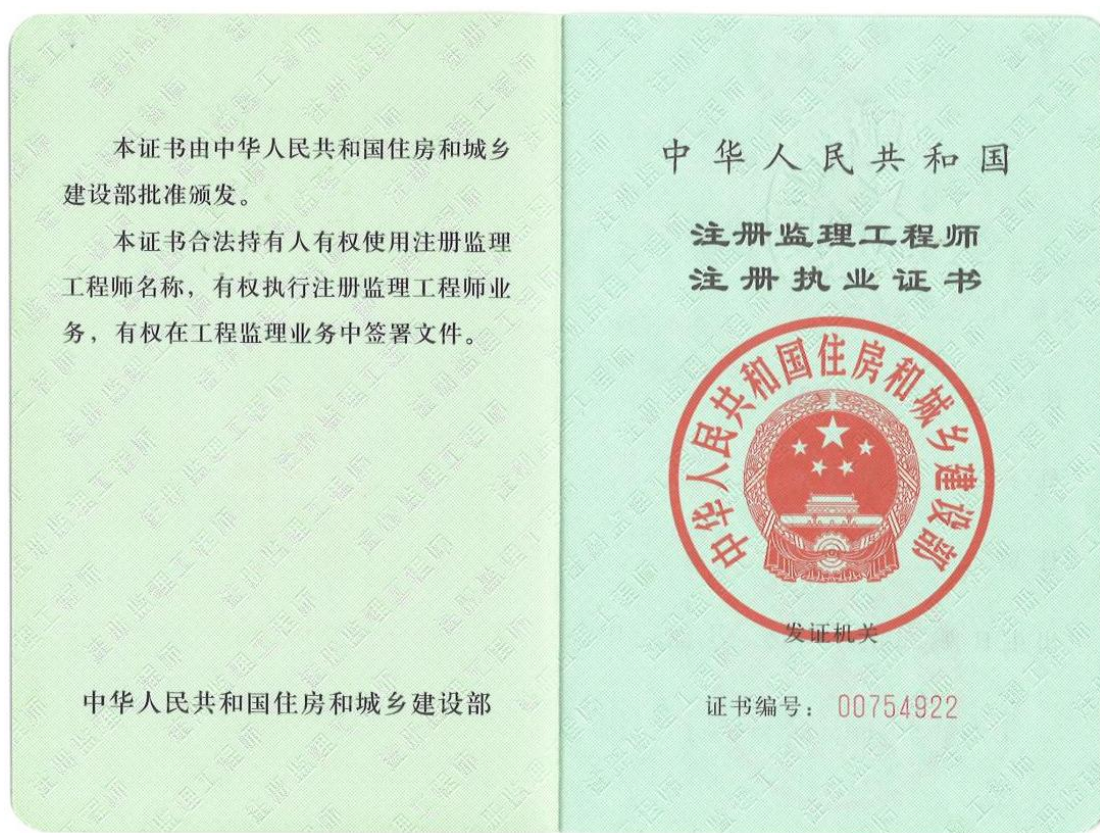 本证书由中华人民共和国住房和城乡
建设部批准颁发。
本证书合法持有人有权使用注册监理
工程师名称，有权执行注册监理工程师业
务，有权在工程监理业务中签署文件。
中华人民共和国住房和城乡建设部
中华人民共和国
注册监理工程师
注册执业证书
中华人民共和国住房和城乡建设部
发证机关
证书编号：00754922